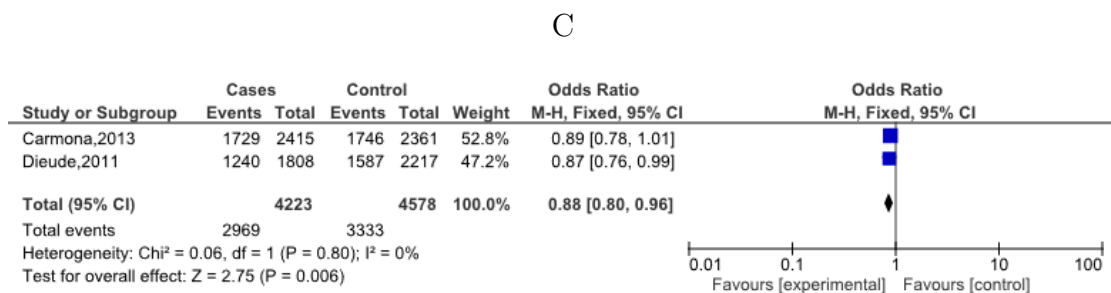 C
Cases Control Odds Ratio Odds Ratio
Study or Subgroup Events Total Events Total Weight M-H, Fixed, 95% CI M-H, Fixed, 95% CI
Carmona,2013 1729 2415 1746 2361 52.8% 0.89 [0.78, 1.01]
Dieude,2011 1240 1808 1587 2217 47.2% 0.87 [0.76, 0.99]
Total (95% CI) 4223 4578 100.0% 0.88 [0.80, 0.96]
Total events 2969 3333
Heterogeneity: Chi² = 0.06, df = 1 (P = 0.80); I² = 0%
Test for overall effect: Z = 2.75 (P = 0.006)
0.01 0.1 1 10 100
Favours [experimental] Favours [control]